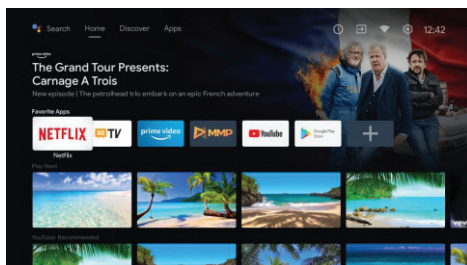 Search Home Discover Apps 12:42
prime video
The Grand Tour Presents:
Carnage A Trois
New episode | The petrolhead trio embark on an epic French adventure
Favorite Apps
NETFLIX TV prime video MMP YouTube Google Play Store
Netflix
Play Next
vevo
YouTube: Recommended